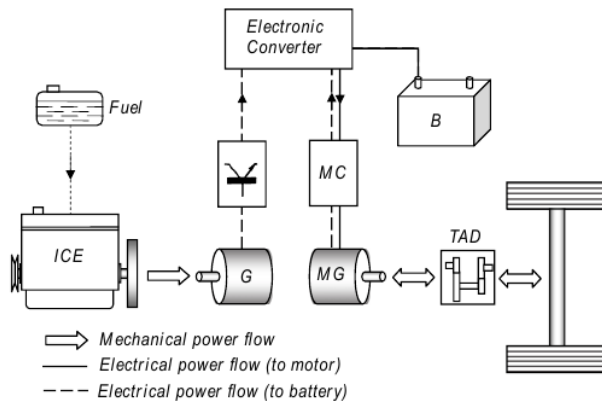 Electronic
Converter
Fuel
B
MC
TAD
ICE
G
MG
Mechanical power flow
Electrical power flow (to motor)
Electrical power flow (to battery)